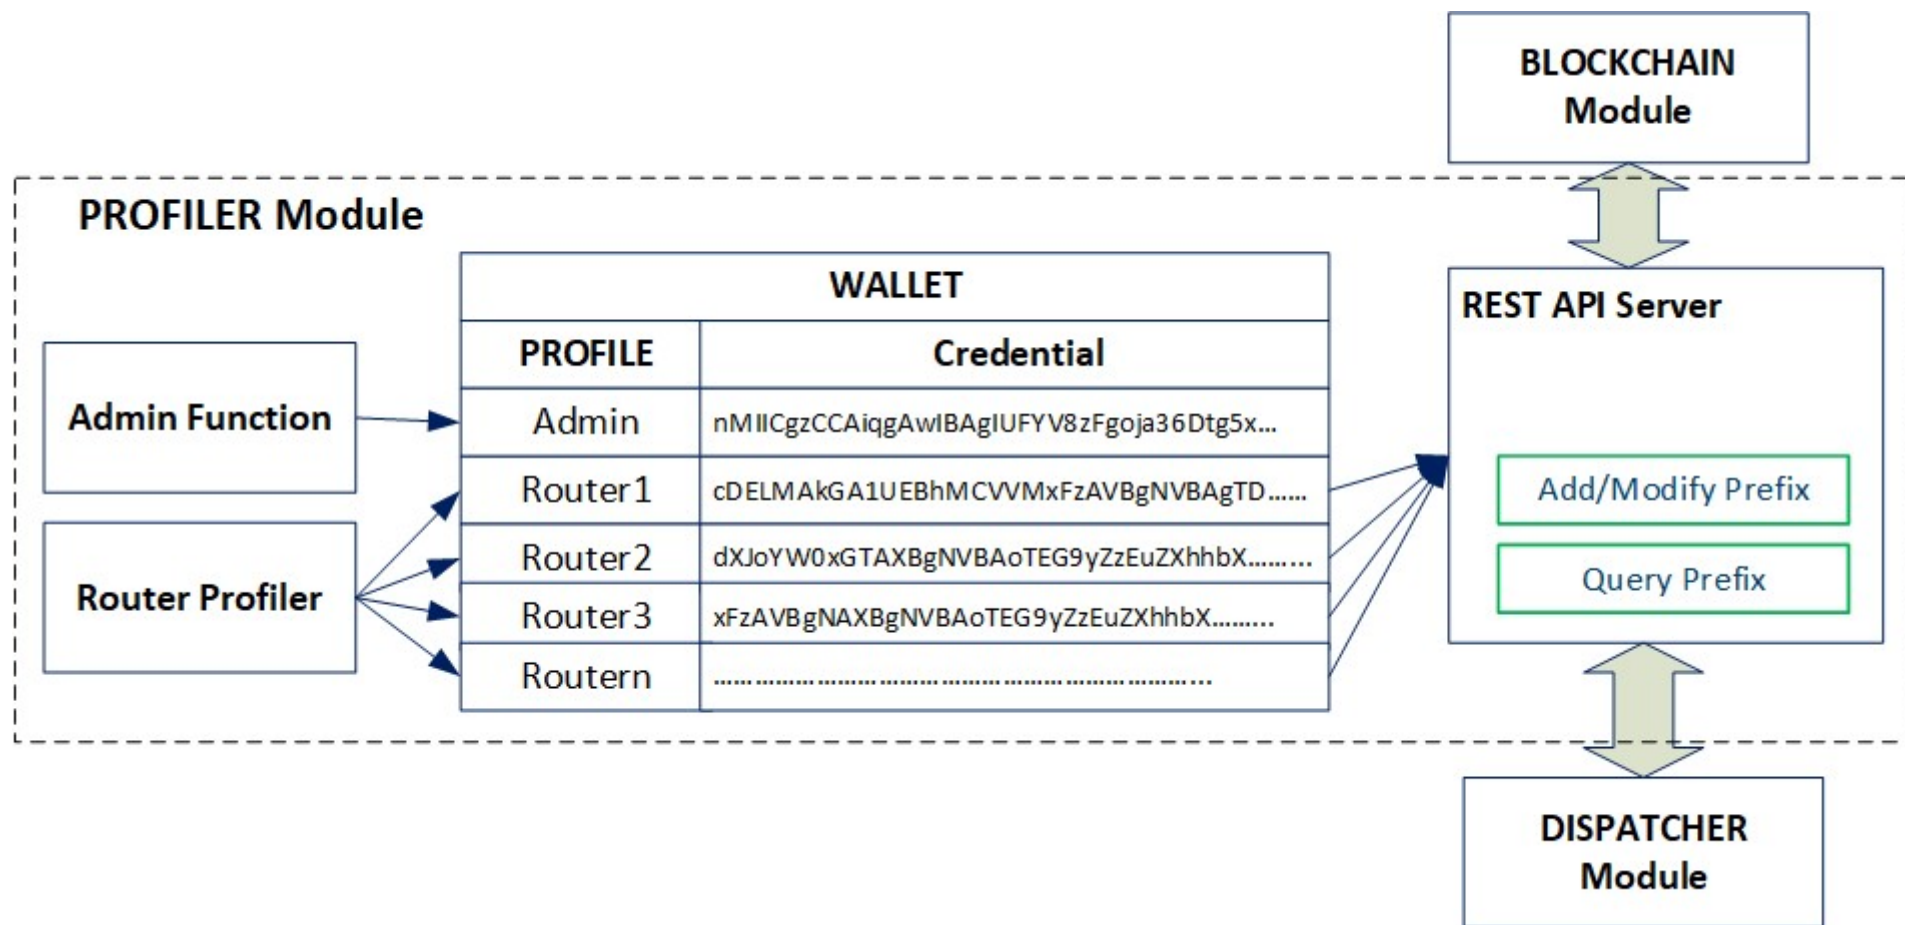 BLOCKCHAIN
Module
PROFILER Module
WALLET
PROFILE Credential
Admin nMIICgzCCAiqgAwIBAgIUFYV8zFgoja36Dtg5x...
Router1 cDELMAkGA1UEBhMCVVMxFzAVBgNVBAgTD......
Router2 dXJoYW0xGTAXBgNVBAoTEG9yZzEuZXhhbX.........
Router3 xFzAVBgNAXBgNVBAoTEG9yZzEuZXhhbX.........
Routern ...............................................................
Admin Function
Router Profiler
REST API Server
Add/Modify Prefix
Query Prefix
DISPATCHER
Module